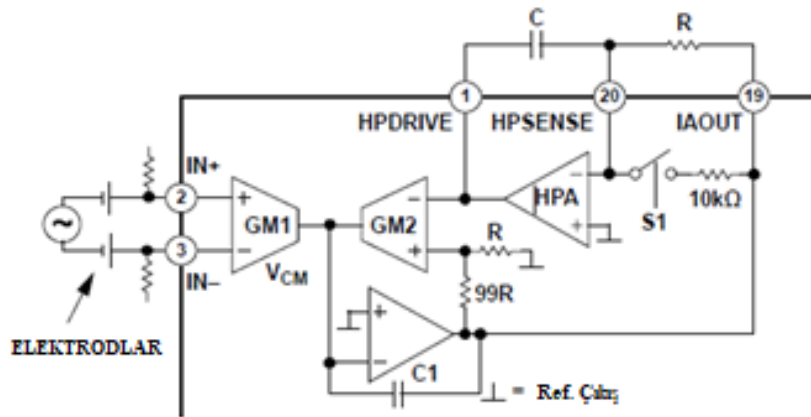 C
R
1
20
19
HPDRIVE
HPSENSE
IAOUT
IN+
2
+
GM1
–
3
IN–
VCM
GM2
–
+
R
99R
HPA
–
+
S1
10kΩ
+
–
C1
= Ref. Çıkış
ELEKTRODLAR